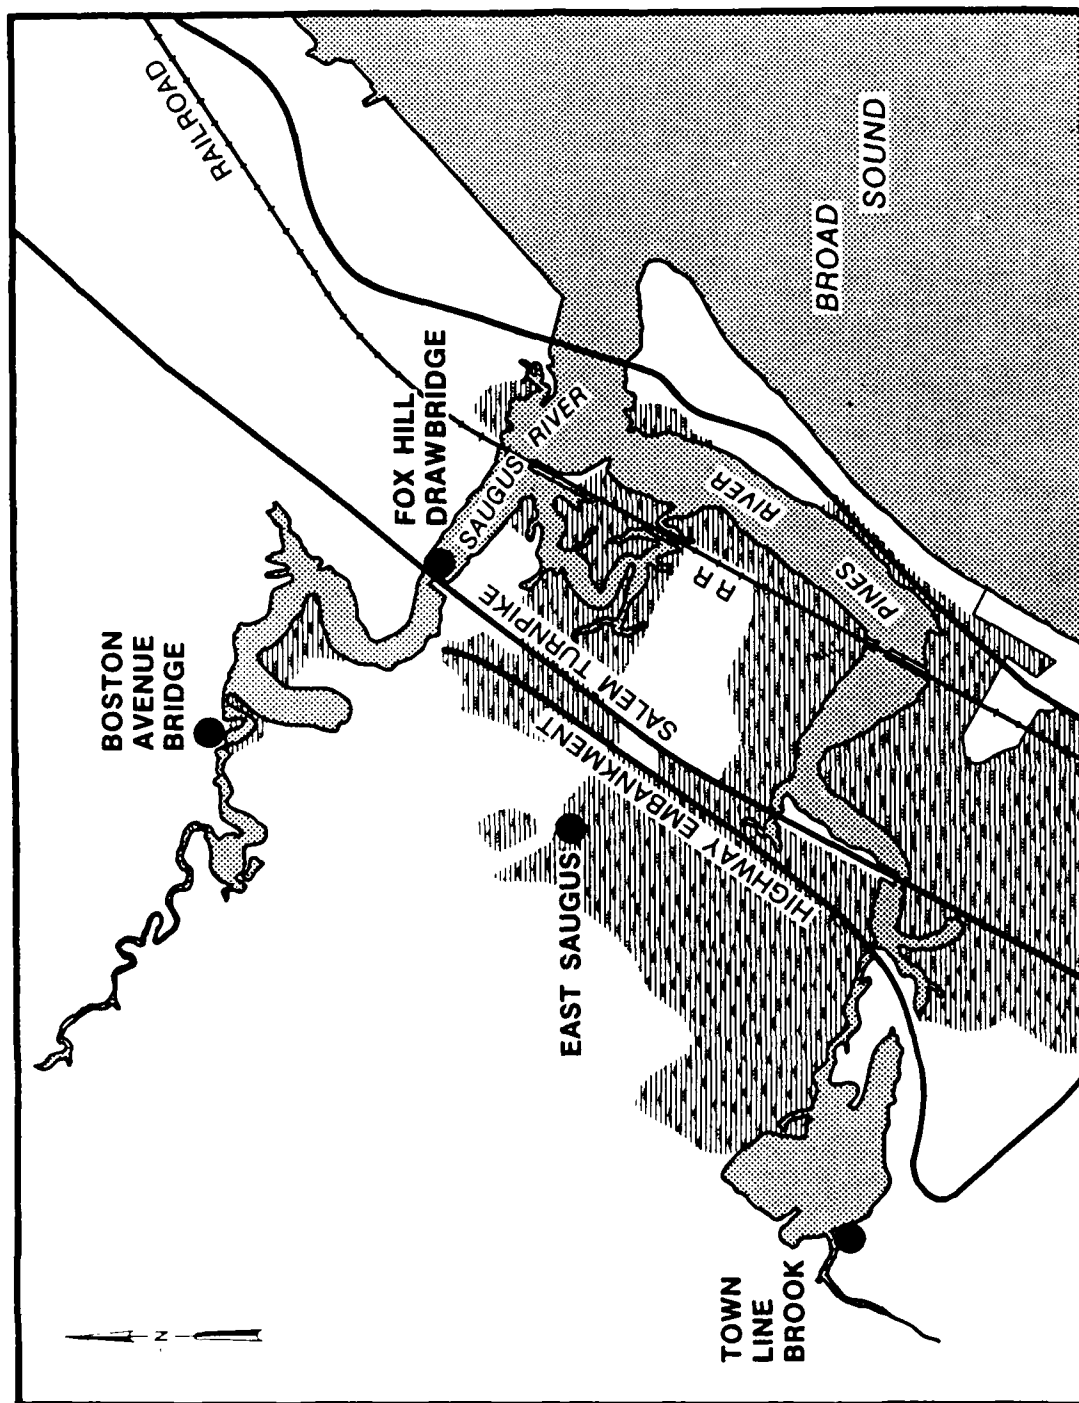 N
BOSTON
AVENUE
BRIDGE
RAILROAD
FOX HILL
DRAWBRIDGE
SAUGUS RIVER
BROAD
SOUND
EAST SAUGUS
SALEM TURNPIKE
HIGHWAY EMBANKMENT
R R
PINES RIVER
TOWN
LINE
BROOK